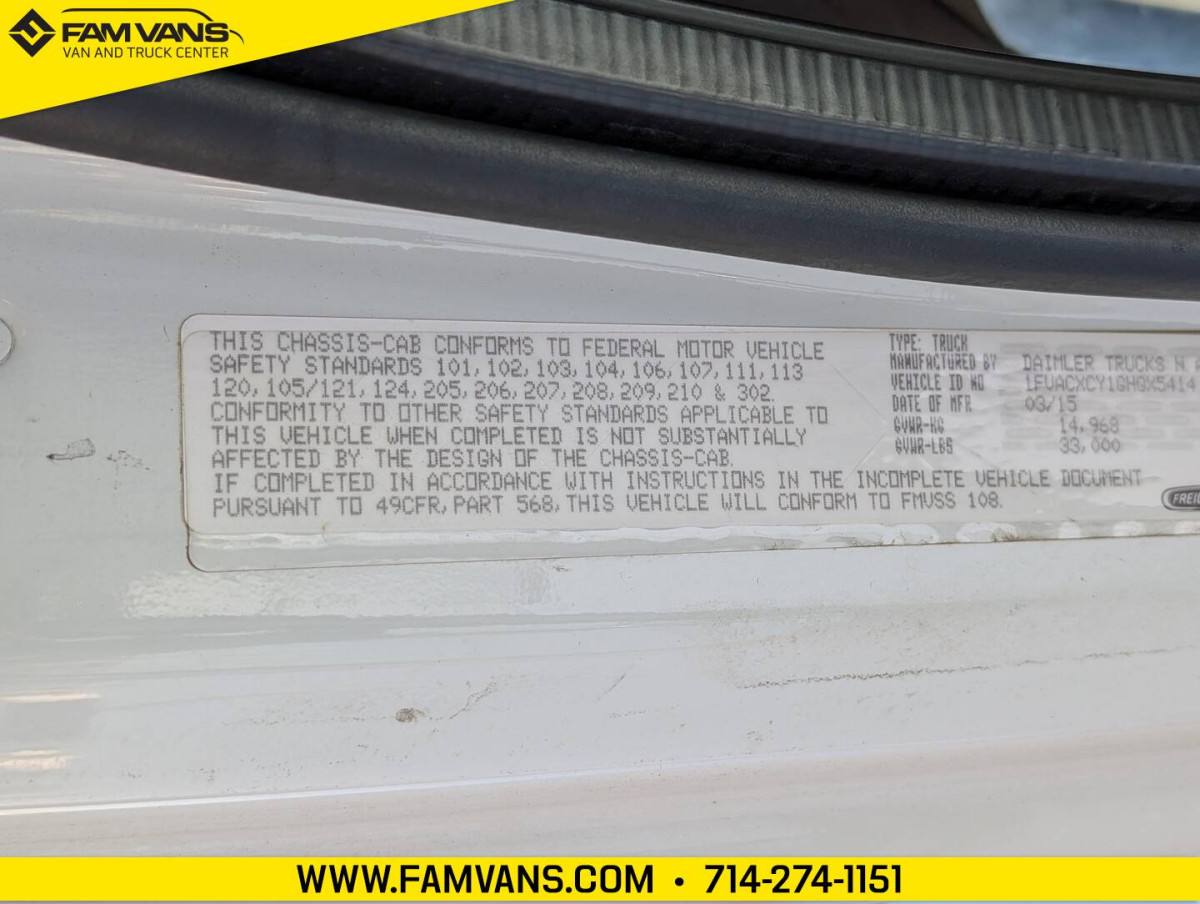 FAM VANS
VAN AND TRUCK CENTER
THIS CHASSIS-CAB CONFORMS TO FEDERAL MOTOR VEHICLE
SAFETY STANDARDS 101, 102, 103, 104, 106, 107, 111, 113
120, 105/121, 124, 205, 206, 207, 208, 209, 210 & 302.
CONFORMITY TO OTHER SAFETY STANDARDS APPLICABLE TO
THIS VEHICLE WHEN COMPLETED IS NOT SUBSTANTIALLY
AFFECTED BY THE DESIGN OF THE CHASSIS-CAB.
IF COMPLETED IN ACCORDANCE WITH INSTRUCTIONS IN THE INCOMPLETE VEHICLE DOCUMENT
PURSUANT TO 49CFR, PART 568, THIS VEHICLE WILL CONFORM TO FMVSS 108.
TYPE: TRUCK
MANUFACTURED BY DAIMLER TRUCKS N A
VEHICLE ID NO 1FVACXCY1GHGX5414
DATE OF MFR 03/15
GVWR-KG 14,968
GVWR-LBS 33,000
FREIG
WWW.FAMVANS.COM • 714-274-1151